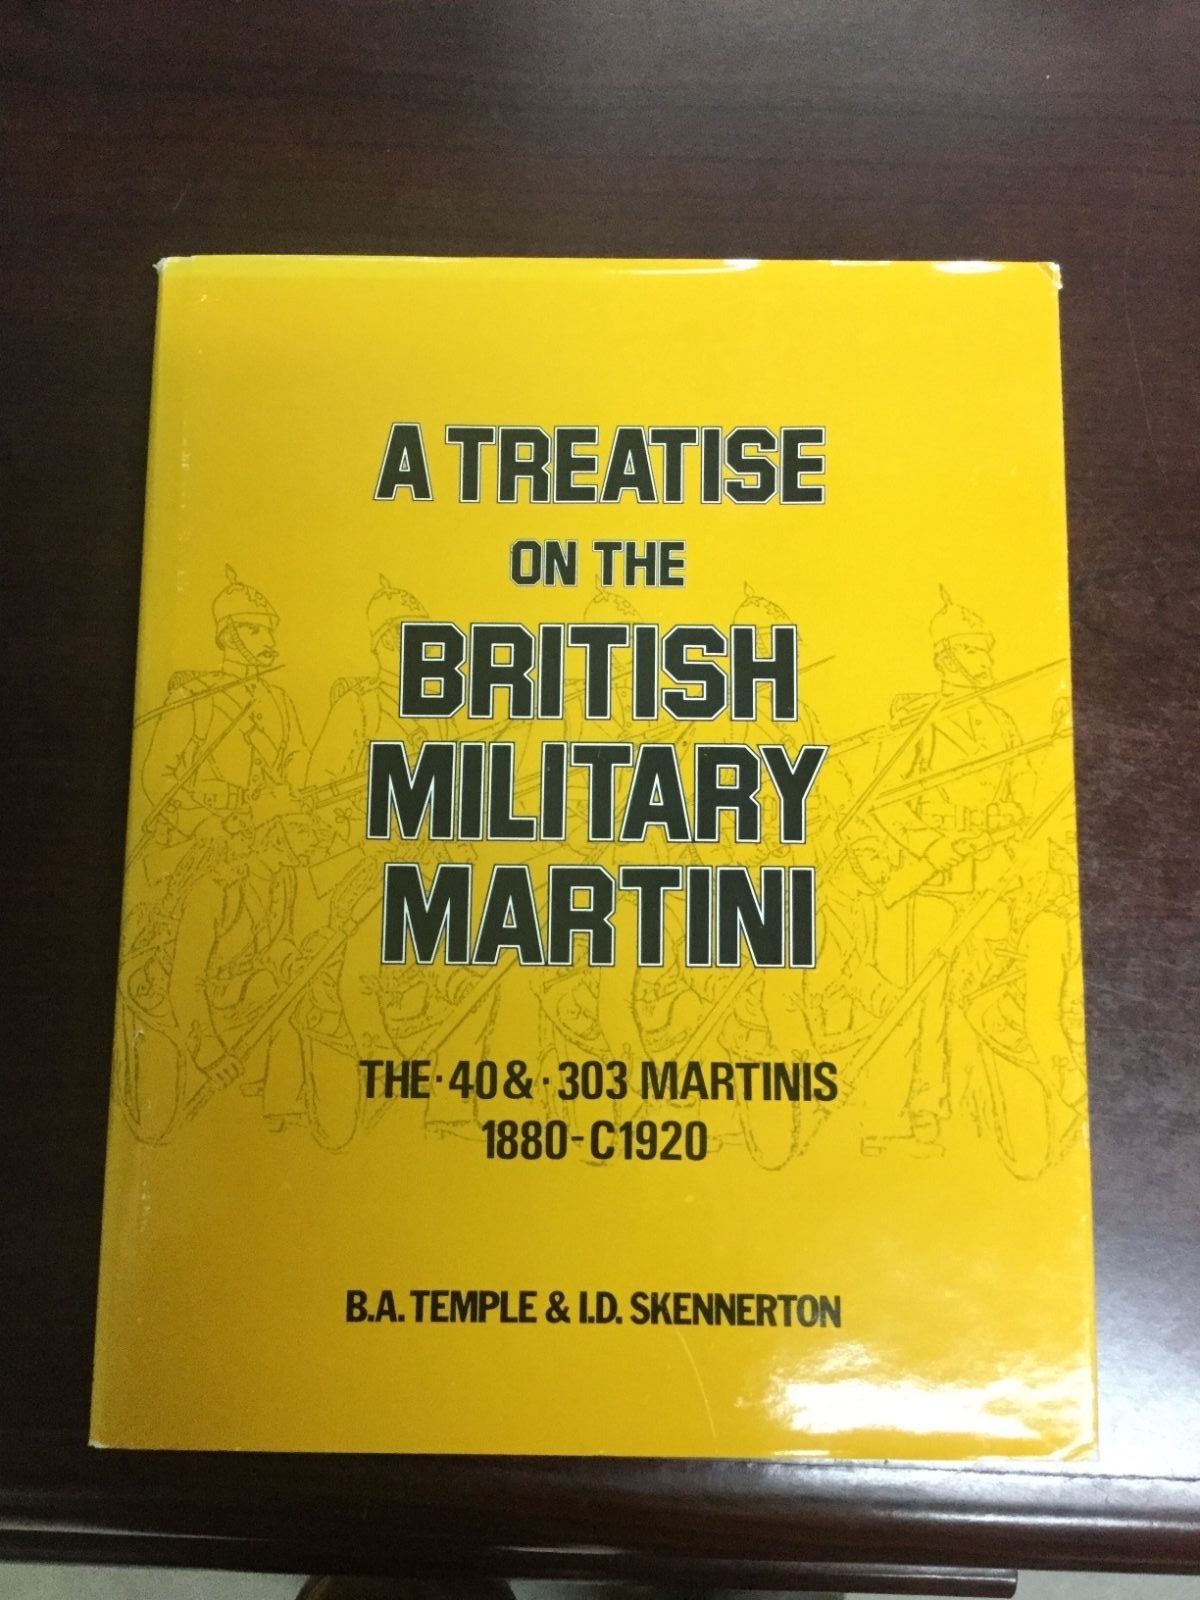 A TREATISE
ON THE
BRITISH
MILITARY
MARTINI
THE ·40 & ·303 MARTINIS
1880-C1920
B.A. TEMPLE & I.D. SKENNERTON